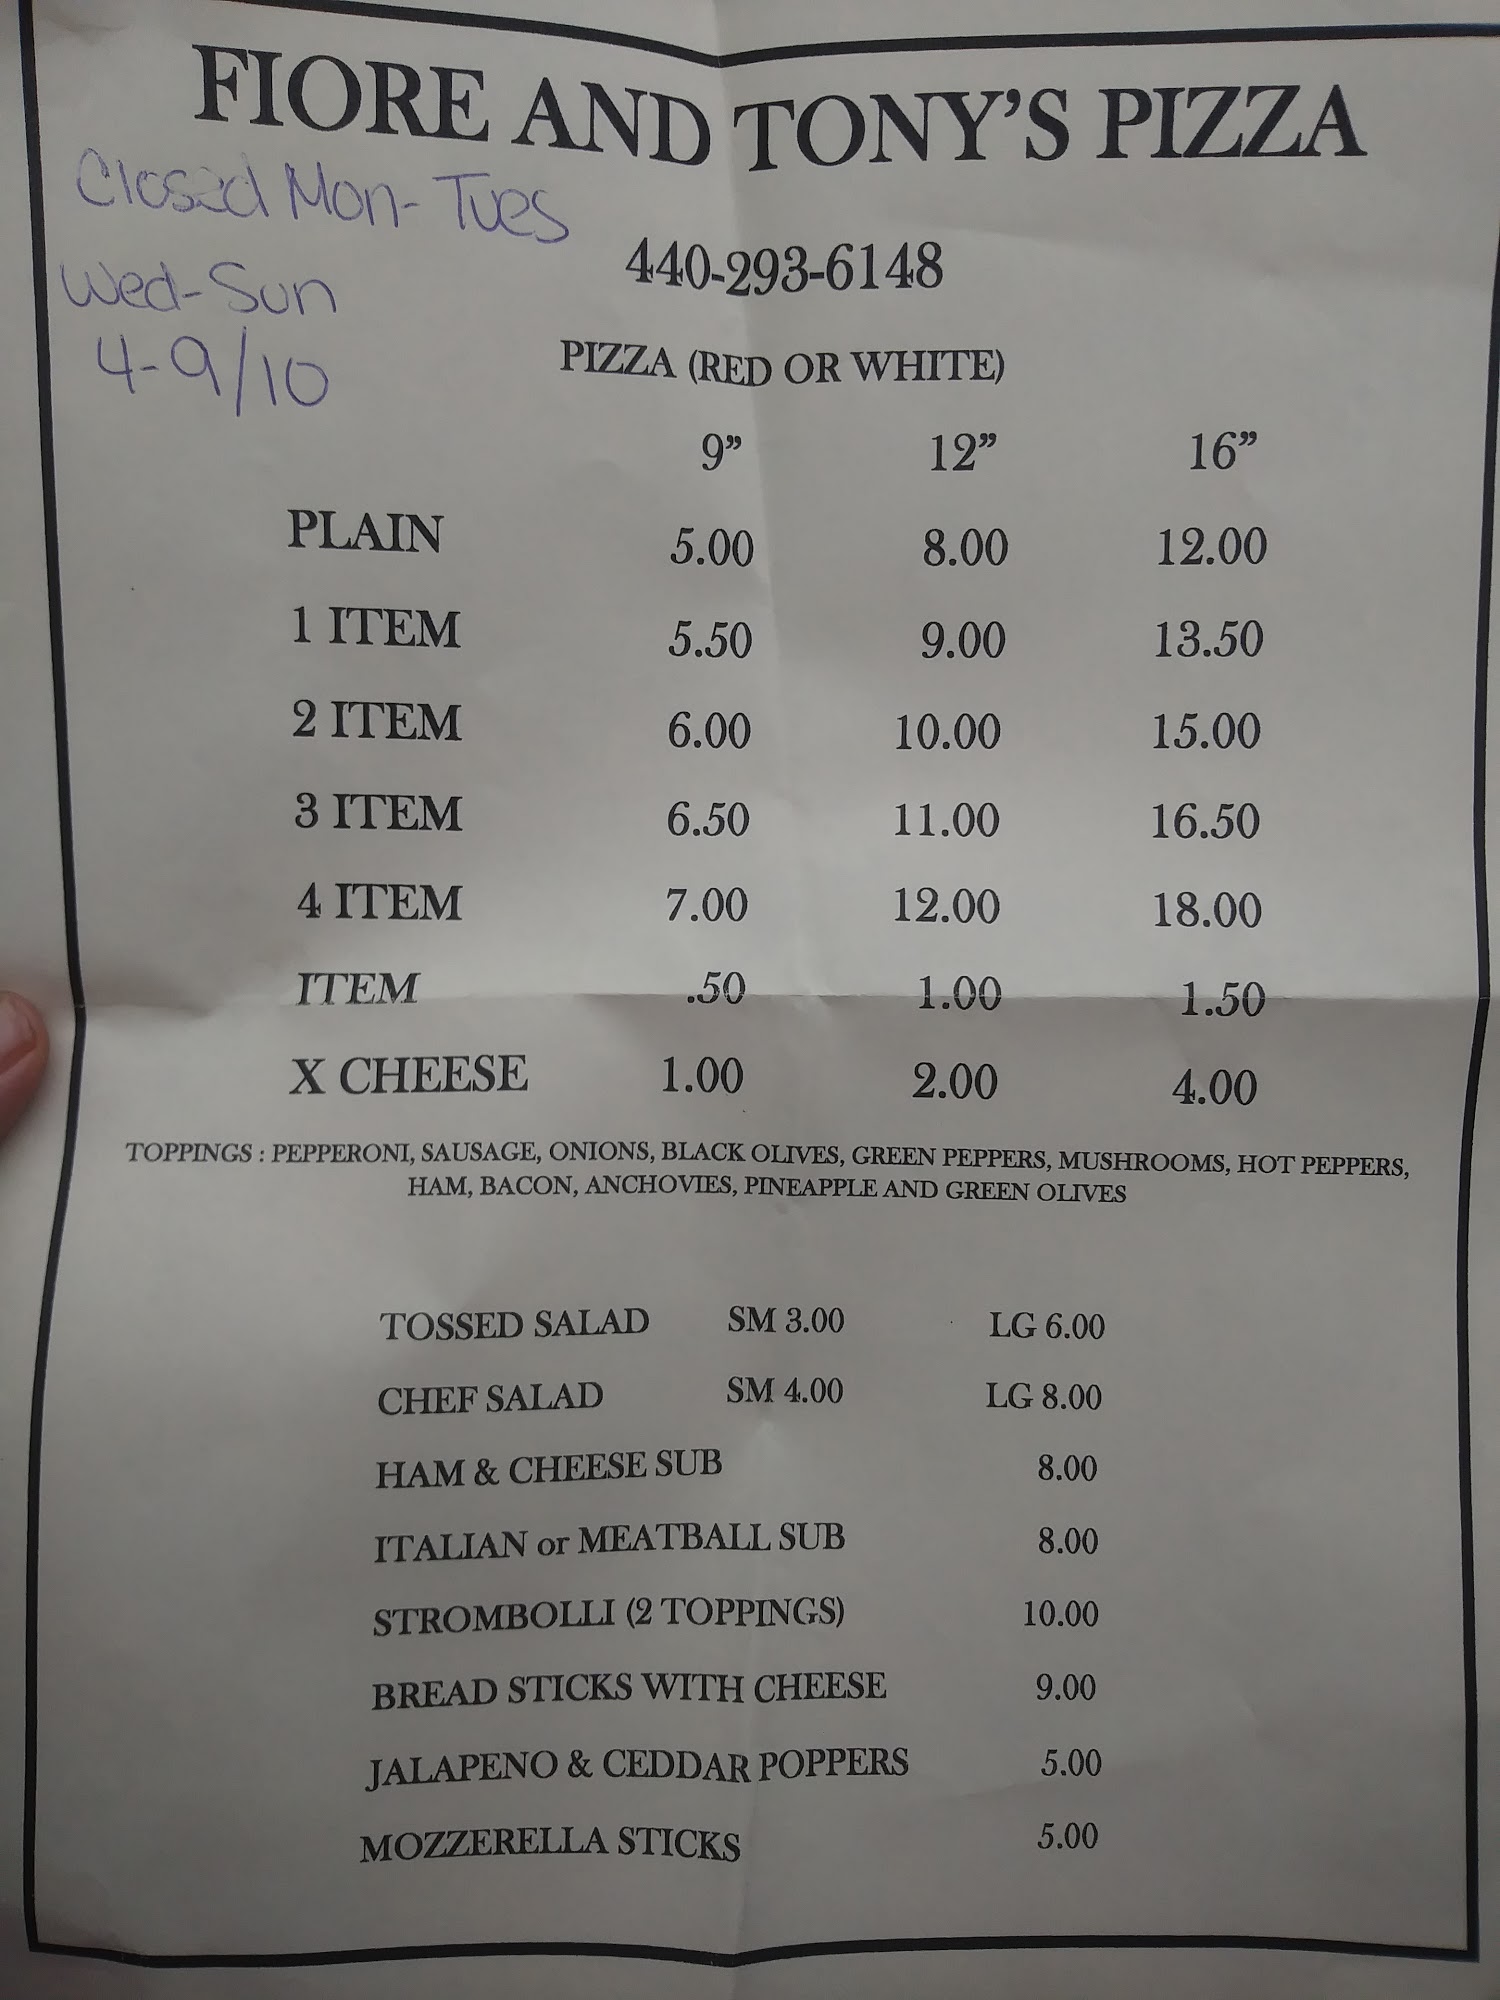 FIORE AND TONY'S PIZZA
Closed Mon-Tues
Wed-Sun
4-9/10
440-293-6148
PIZZA (RED OR WHITE)
9” 12” 16”
PLAIN 5.00 8.00 12.00
1 ITEM 5.50 9.00 13.50
2 ITEM 6.00 10.00 15.00
3 ITEM 6.50 11.00 16.50
4 ITEM 7.00 12.00 18.00
ITEM .50 1.00 1.50
X CHEESE 1.00 2.00 4.00
TOPPINGS : PEPPERONI, SAUSAGE, ONIONS, BLACK OLIVES, GREEN PEPPERS, MUSHROOMS, HOT PEPPERS,
HAM, BACON, ANCHOVIES, PINEAPPLE AND GREEN OLIVES
TOSSED SALAD SM 3.00 LG 6.00
CHEF SALAD SM 4.00 LG 8.00
HAM & CHEESE SUB 8.00
ITALIAN or MEATBALL SUB 8.00
STROMBOLLI (2 TOPPINGS) 10.00
BREAD STICKS WITH CHEESE 9.00
JALAPENO & CEDDAR POPPERS 5.00
MOZZERELLA STICKS 5.00